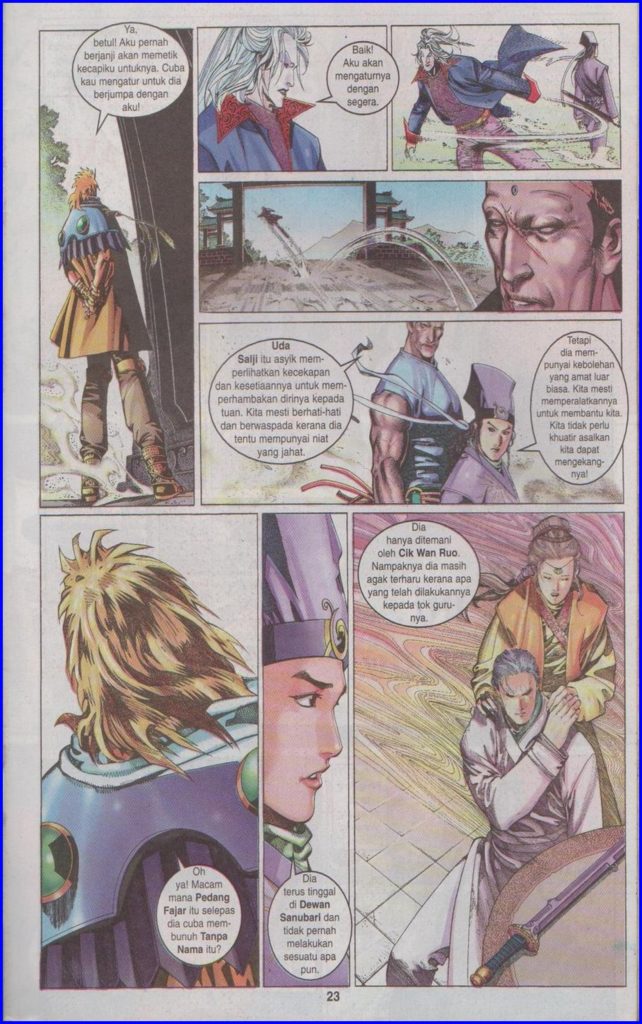 Ya,
betul! Aku pernah
berjanji akan memetik
kecapiku untuknya. Cuba
kau mengatur untuk dia
berjumpa dengan
aku!
Baik!
Aku akan
mengaturnya
dengan
segera.
Uda
Salji itu asyik mem-
perlihatkan kecekapan
dan kesetiaannya untuk mem-
perhambakan dirinya kepada
tuan. Kita mesti berhati-hati
dan berwaspada kerana dia
tentu mempunyai niat
yang jahat.
Tetapi
dia mem-
punyai kebolehan
yang amat luar
biasa. Kita mesti
memperalatkannya
untuk membantu kita.
Kita tidak perlu
khuatir asalkan
kita dapat
mengekang-
nya!
Oh
ya! Macam
mana Pedang
Fajar itu selepas
dia cuba mem-
bunuh Tanpa
Nama itu?
Dia
terus tinggal
di Dewan
Sanubari dan
tidak pernah
melakukan
sesuatu apa
pun.
Dia
hanya ditemani
oleh Cik Wan Ruo.
Nampaknya dia masih
agak terharu kerana apa
yang telah dilakukannya
kepada tok guru-
nya.
23